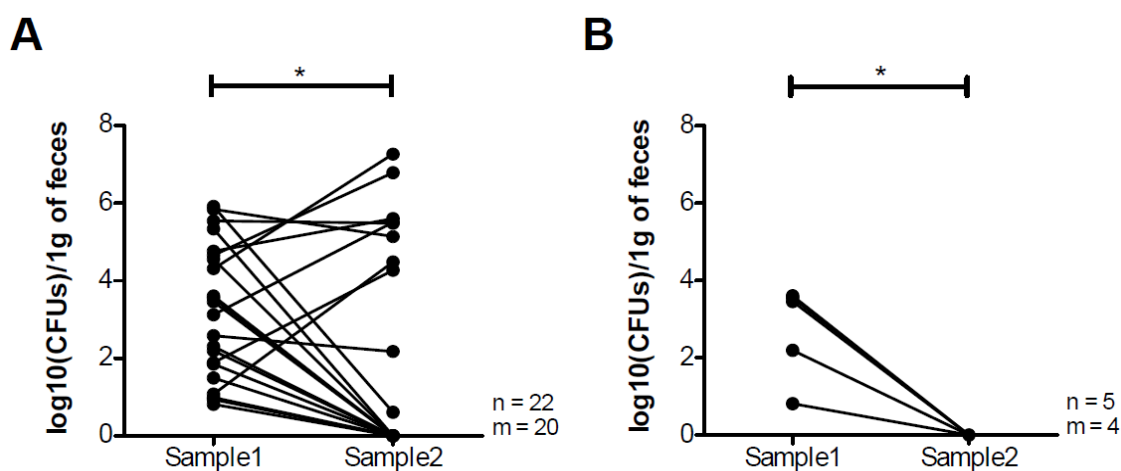 A
*
log10(CFUs)/1g of feces
8
6
4
2
0
Sample1 Sample2
n = 22
m = 20
B
*
log10(CFUs)/1g of feces
8
6
4
2
0
Sample1 Sample2
n = 5
m = 4